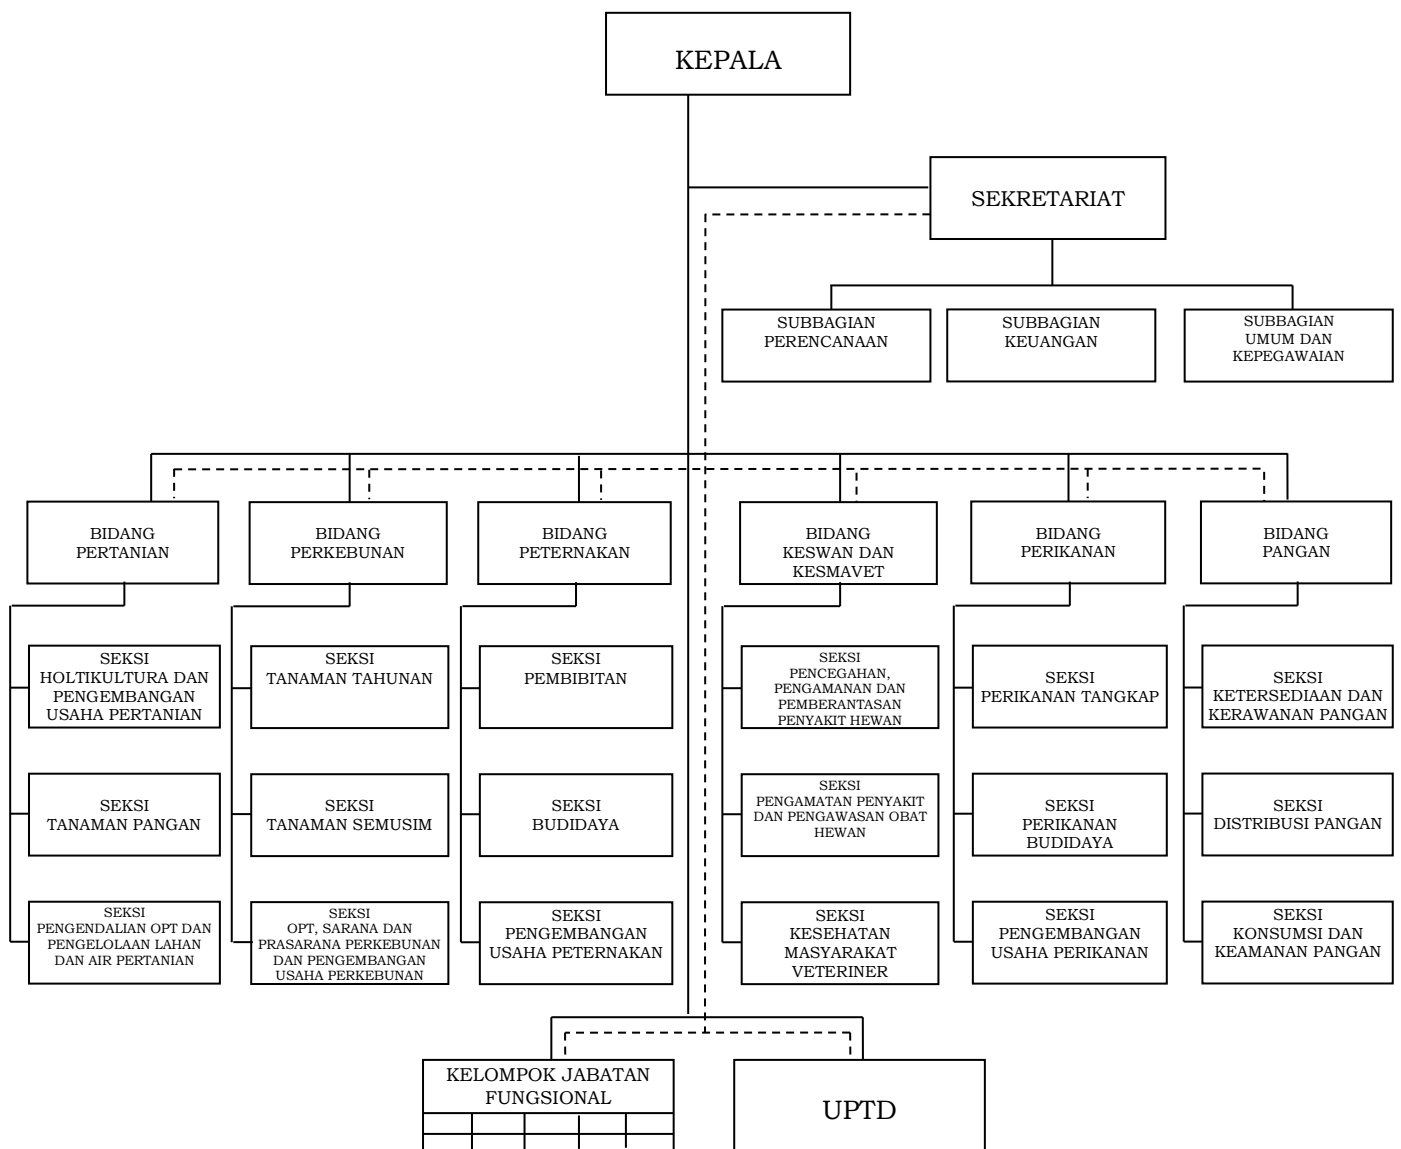 KEPALA
SEKRETARIAT
SUBBAGIAN
PERENCANAAN
SUBBAGIAN
KEUANGAN
SUBBAGIAN
UMUM DAN
KEPEGAWAIAN
BIDANG
PERTANIAN
BIDANG
PERKEBUNAN
BIDANG
PETERNAKAN
BIDANG
KESWAN DAN
KESMAVET
BIDANG
PERIKANAN
BIDANG
PANGAN
SEKSI
HOLTIKULTURA DAN
PENGEMBANGAN
USAHA PERTANIAN
SEKSI
TANAMAN TAHUNAN
SEKSI
PEMBIBITAN
SEKSI
PENCEGAHAN,
PENGAMANAN DAN
PEMBERANTASAN
PENYAKIT HEWAN
SEKSI
PERIKANAN TANGKAP
SEKSI
KETERSEDIAAN DAN
KERAWANAN PANGAN
SEKSI
TANAMAN PANGAN
SEKSI
TANAMAN SEMUSIM
SEKSI
BUDIDAYA
SEKSI
PENGAMATAN PENYAKIT
DAN PENGAWASAN OBAT
HEWAN
SEKSI
PERIKANAN
BUDIDAYA
SEKSI
DISTRIBUSI PANGAN
SEKSI
PENGENDALIAN OPT DAN
PENGELOLAAN LAHAN
DAN AIR PERTANIAN
SEKSI
OPT, SARANA DAN
PRASARANA PERKEBUNAN
DAN PENGEMBANGAN
USAHA PERKEBUNAN
SEKSI
PENGEMBANGAN
USAHA PETERNAKAN
SEKSI
KESEHATAN
MASYARAKAT
VETERINER
SEKSI
PENGEMBANGAN
USAHA PERIKANAN
SEKSI
KONSUMSI DAN
KEAMANAN PANGAN
KELOMPOK JABATAN
FUNGSIONAL
UPTD